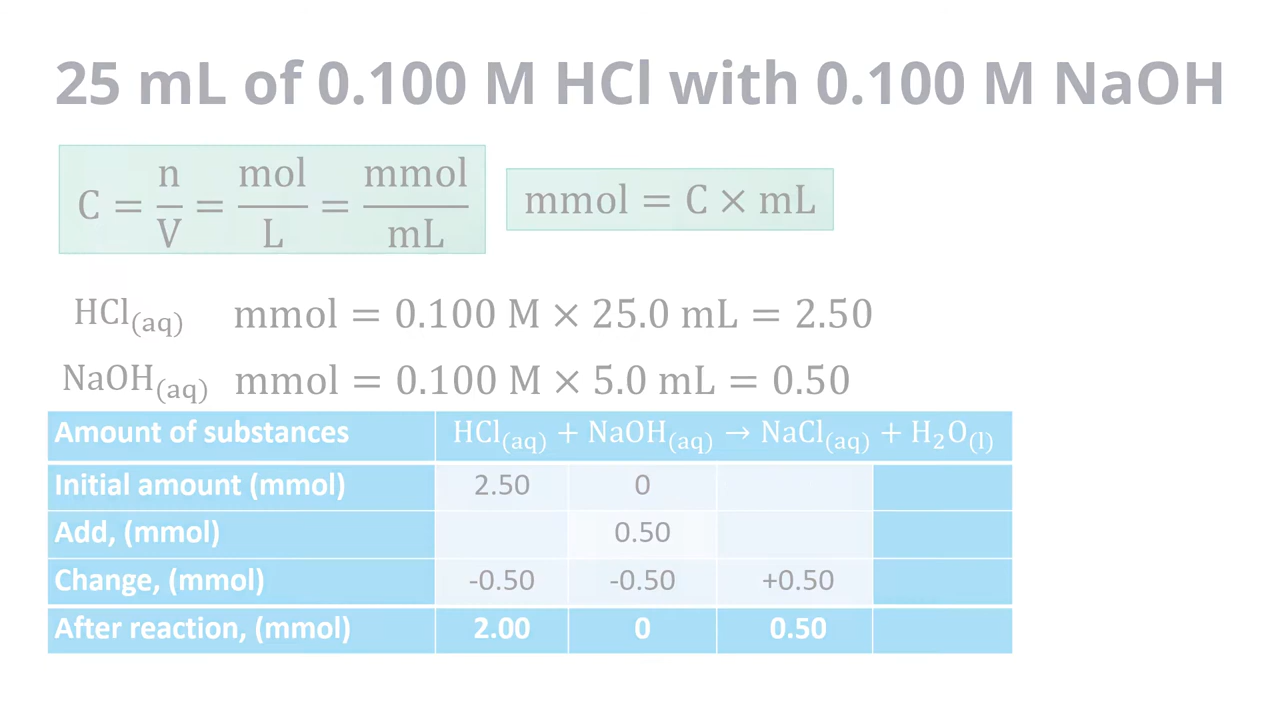 25 mL of 0.100 M HCl with 0.100 M NaOH
C = n/V = mol/L = mmol/mL
mmol = C × mL
HCl(aq) mmol = 0.100 M × 25.0 mL = 2.50
NaOH(aq) mmol = 0.100 M × 5.0 mL = 0.50
Amount of substances HCl(aq) + NaOH(aq) → NaCl(aq) + H₂O(l)
Initial amount (mmol) 2.50 0
Add, (mmol) 0.50
Change, (mmol) -0.50 -0.50 +0.50
After reaction, (mmol) 2.00 0 0.50